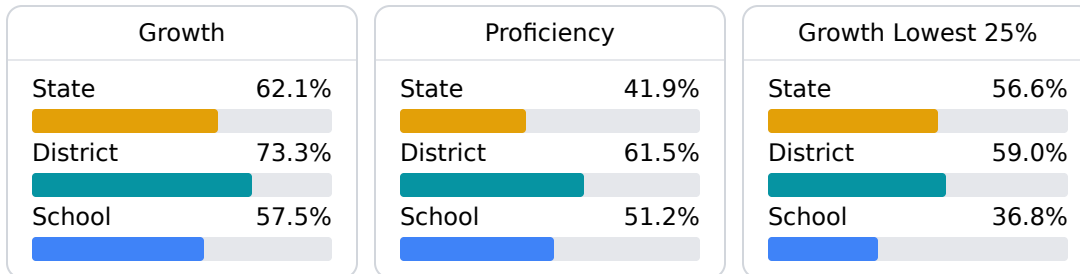 Growth
State 62.1%
District 73.3%
School 57.5%
Proficiency
State 41.9%
District 61.5%
School 51.2%
Growth Lowest 25%
State 56.6%
District 59.0%
School 36.8%